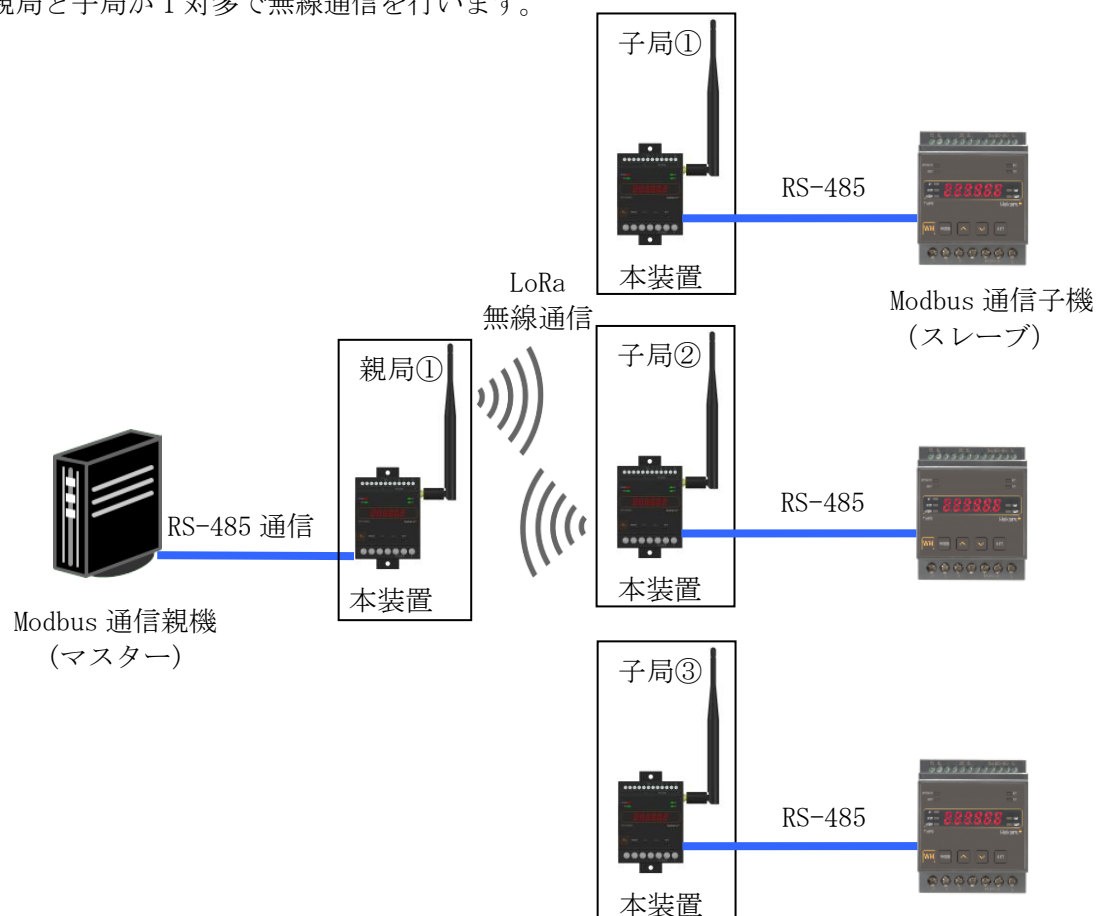 親局と子局が1対多で無線通信を行います。
子局①
RS-485
本装置
Modbus 通信子機
(スレーブ)
LoRa
無線通信
親局①
子局②
RS-485 通信
RS-485
本装置
本装置
Modbus 通信親機
(マスター)
子局③
RS-485
本装置